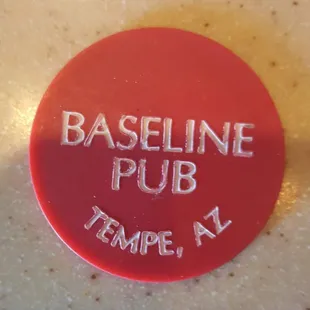 BASELINE
PUB
TEMPE, AZ